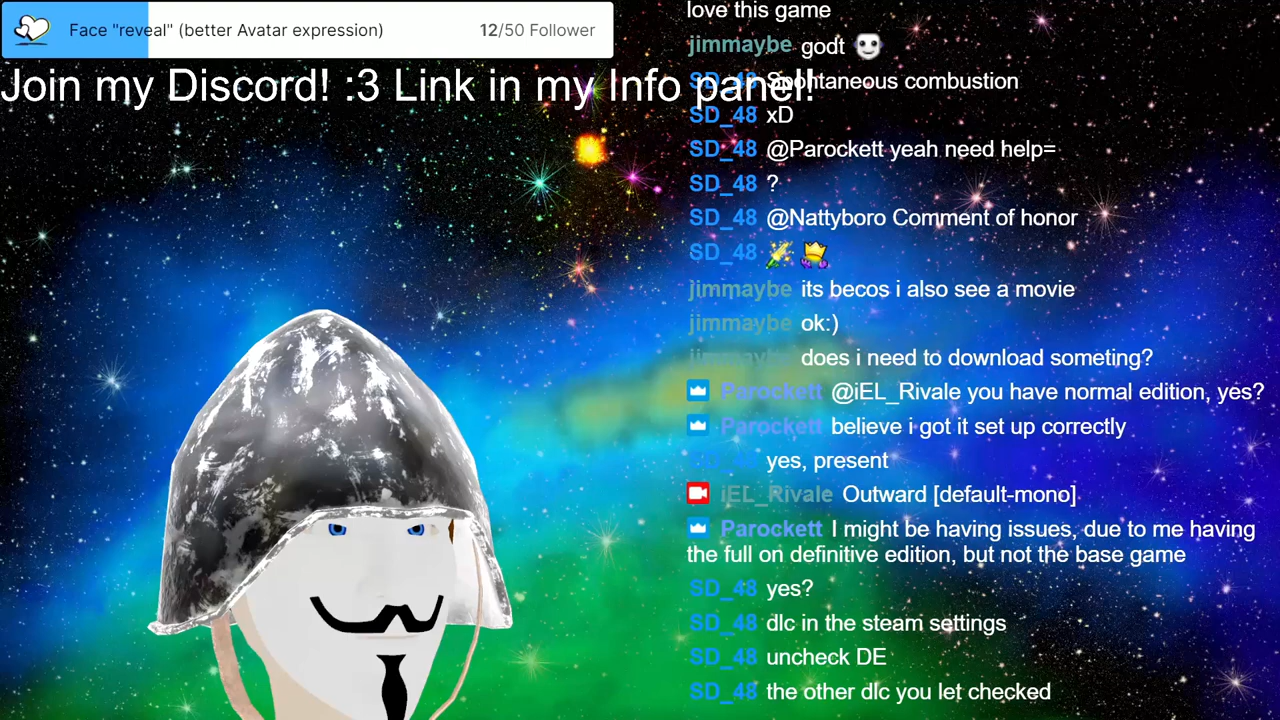 Face "reveal" (better Avatar expression) 12/50 Follower
Join my Discord! :3 Link in my Info panel!
love this game
jimmaybe godt
SD_48 Spontaneous combustion
SD_48 xD
SD_48 @Parockett yeah need help=
SD_48 ?
SD_48 @Nattyboro Comment of honor
SD_48
jimmaybe its becos i also see a movie
jimmaybe ok:)
jimmaybe does i need to download someting?
Parockett @iEL_Rivale you have normal edition, yes?
Parockett believe i got it set up correctly
SD_48 yes, present
iEL_Rivale Outward [default-mono]
Parockett I might be having issues, due to me having
the full on definitive edition, but not the base game
SD_48 yes?
SD_48 dlc in the steam settings
SD_48 uncheck DE
SD_48 the other dlc you let checked